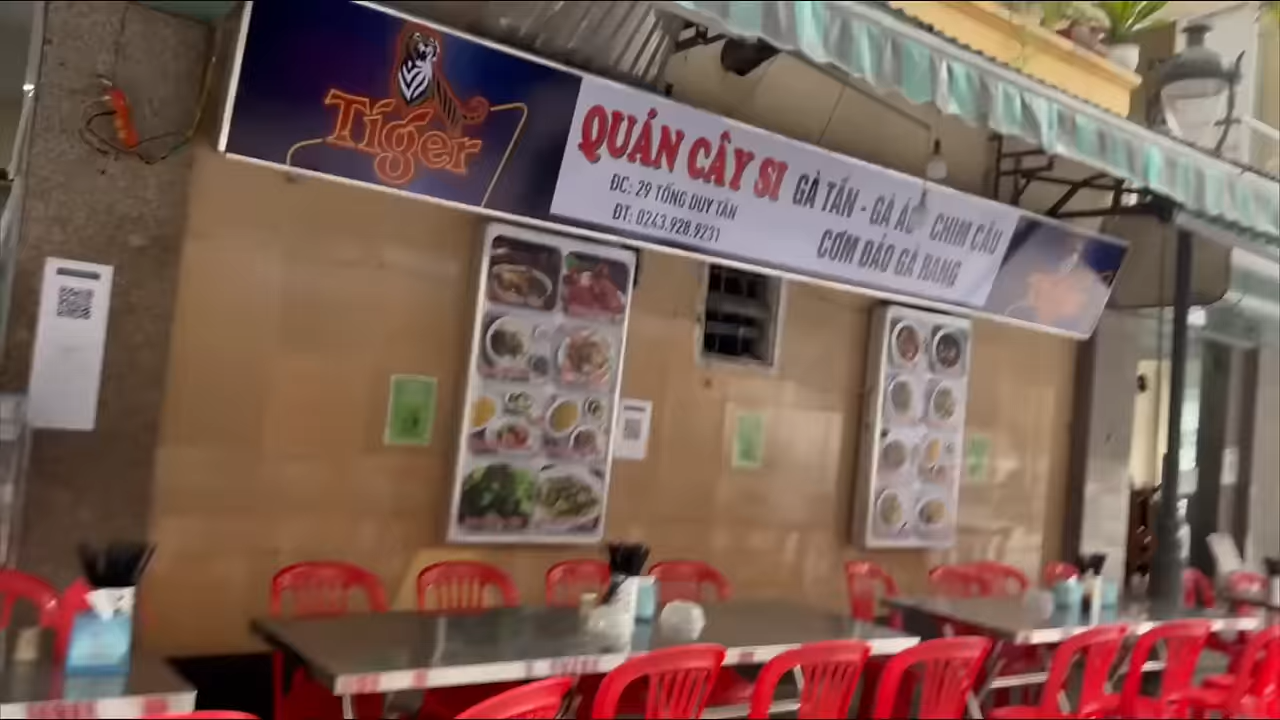 Tiger
QUÁN CÂY SI
ĐC: 29 TỐNG DUY TÂN
ĐT: 0243.928.9231
GÀ TẦN - GÀ ÁC CHIM CÂU
CƠM ĐẢO GÀ RANG